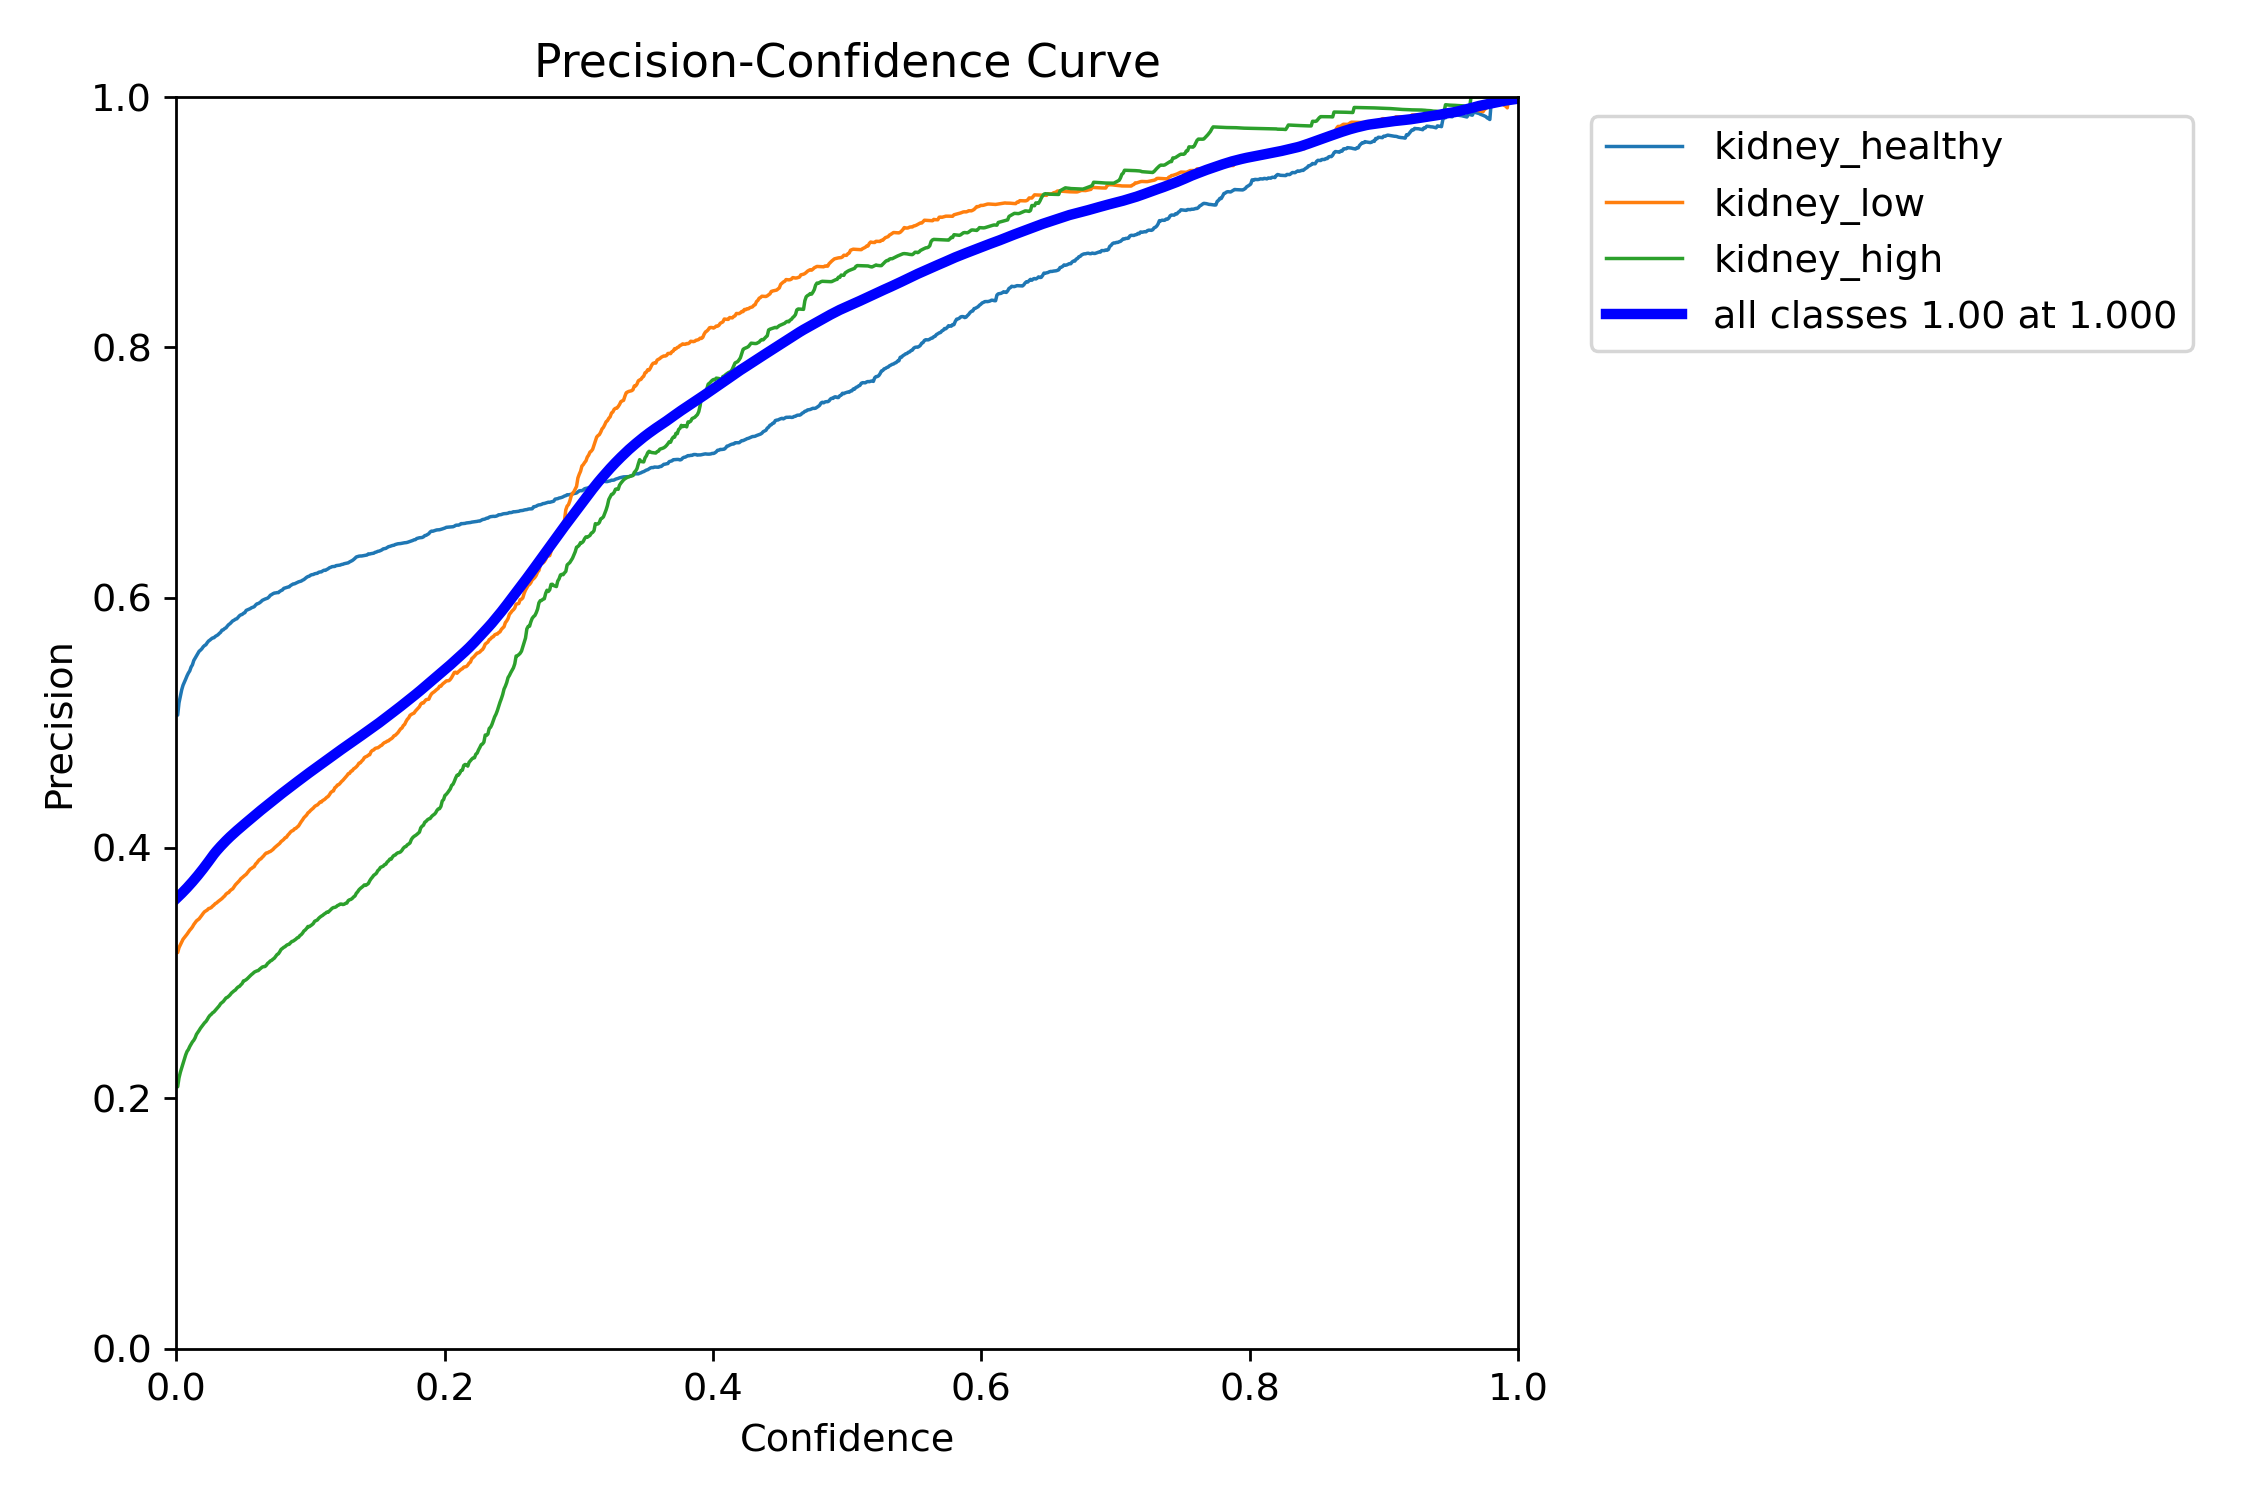 Precision-Confidence Curve
1.0
0.8
0.6
0.4
0.2
0.0
Precision
0.0 0.2 0.4 0.6 0.8 1.0
Confidence
kidney_healthy
kidney_low
kidney_high
all classes 1.00 at 1.000